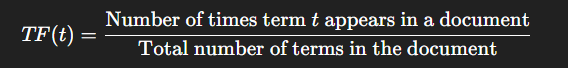 TF(t) = Number of times term t appears in a document
Total number of terms in the document